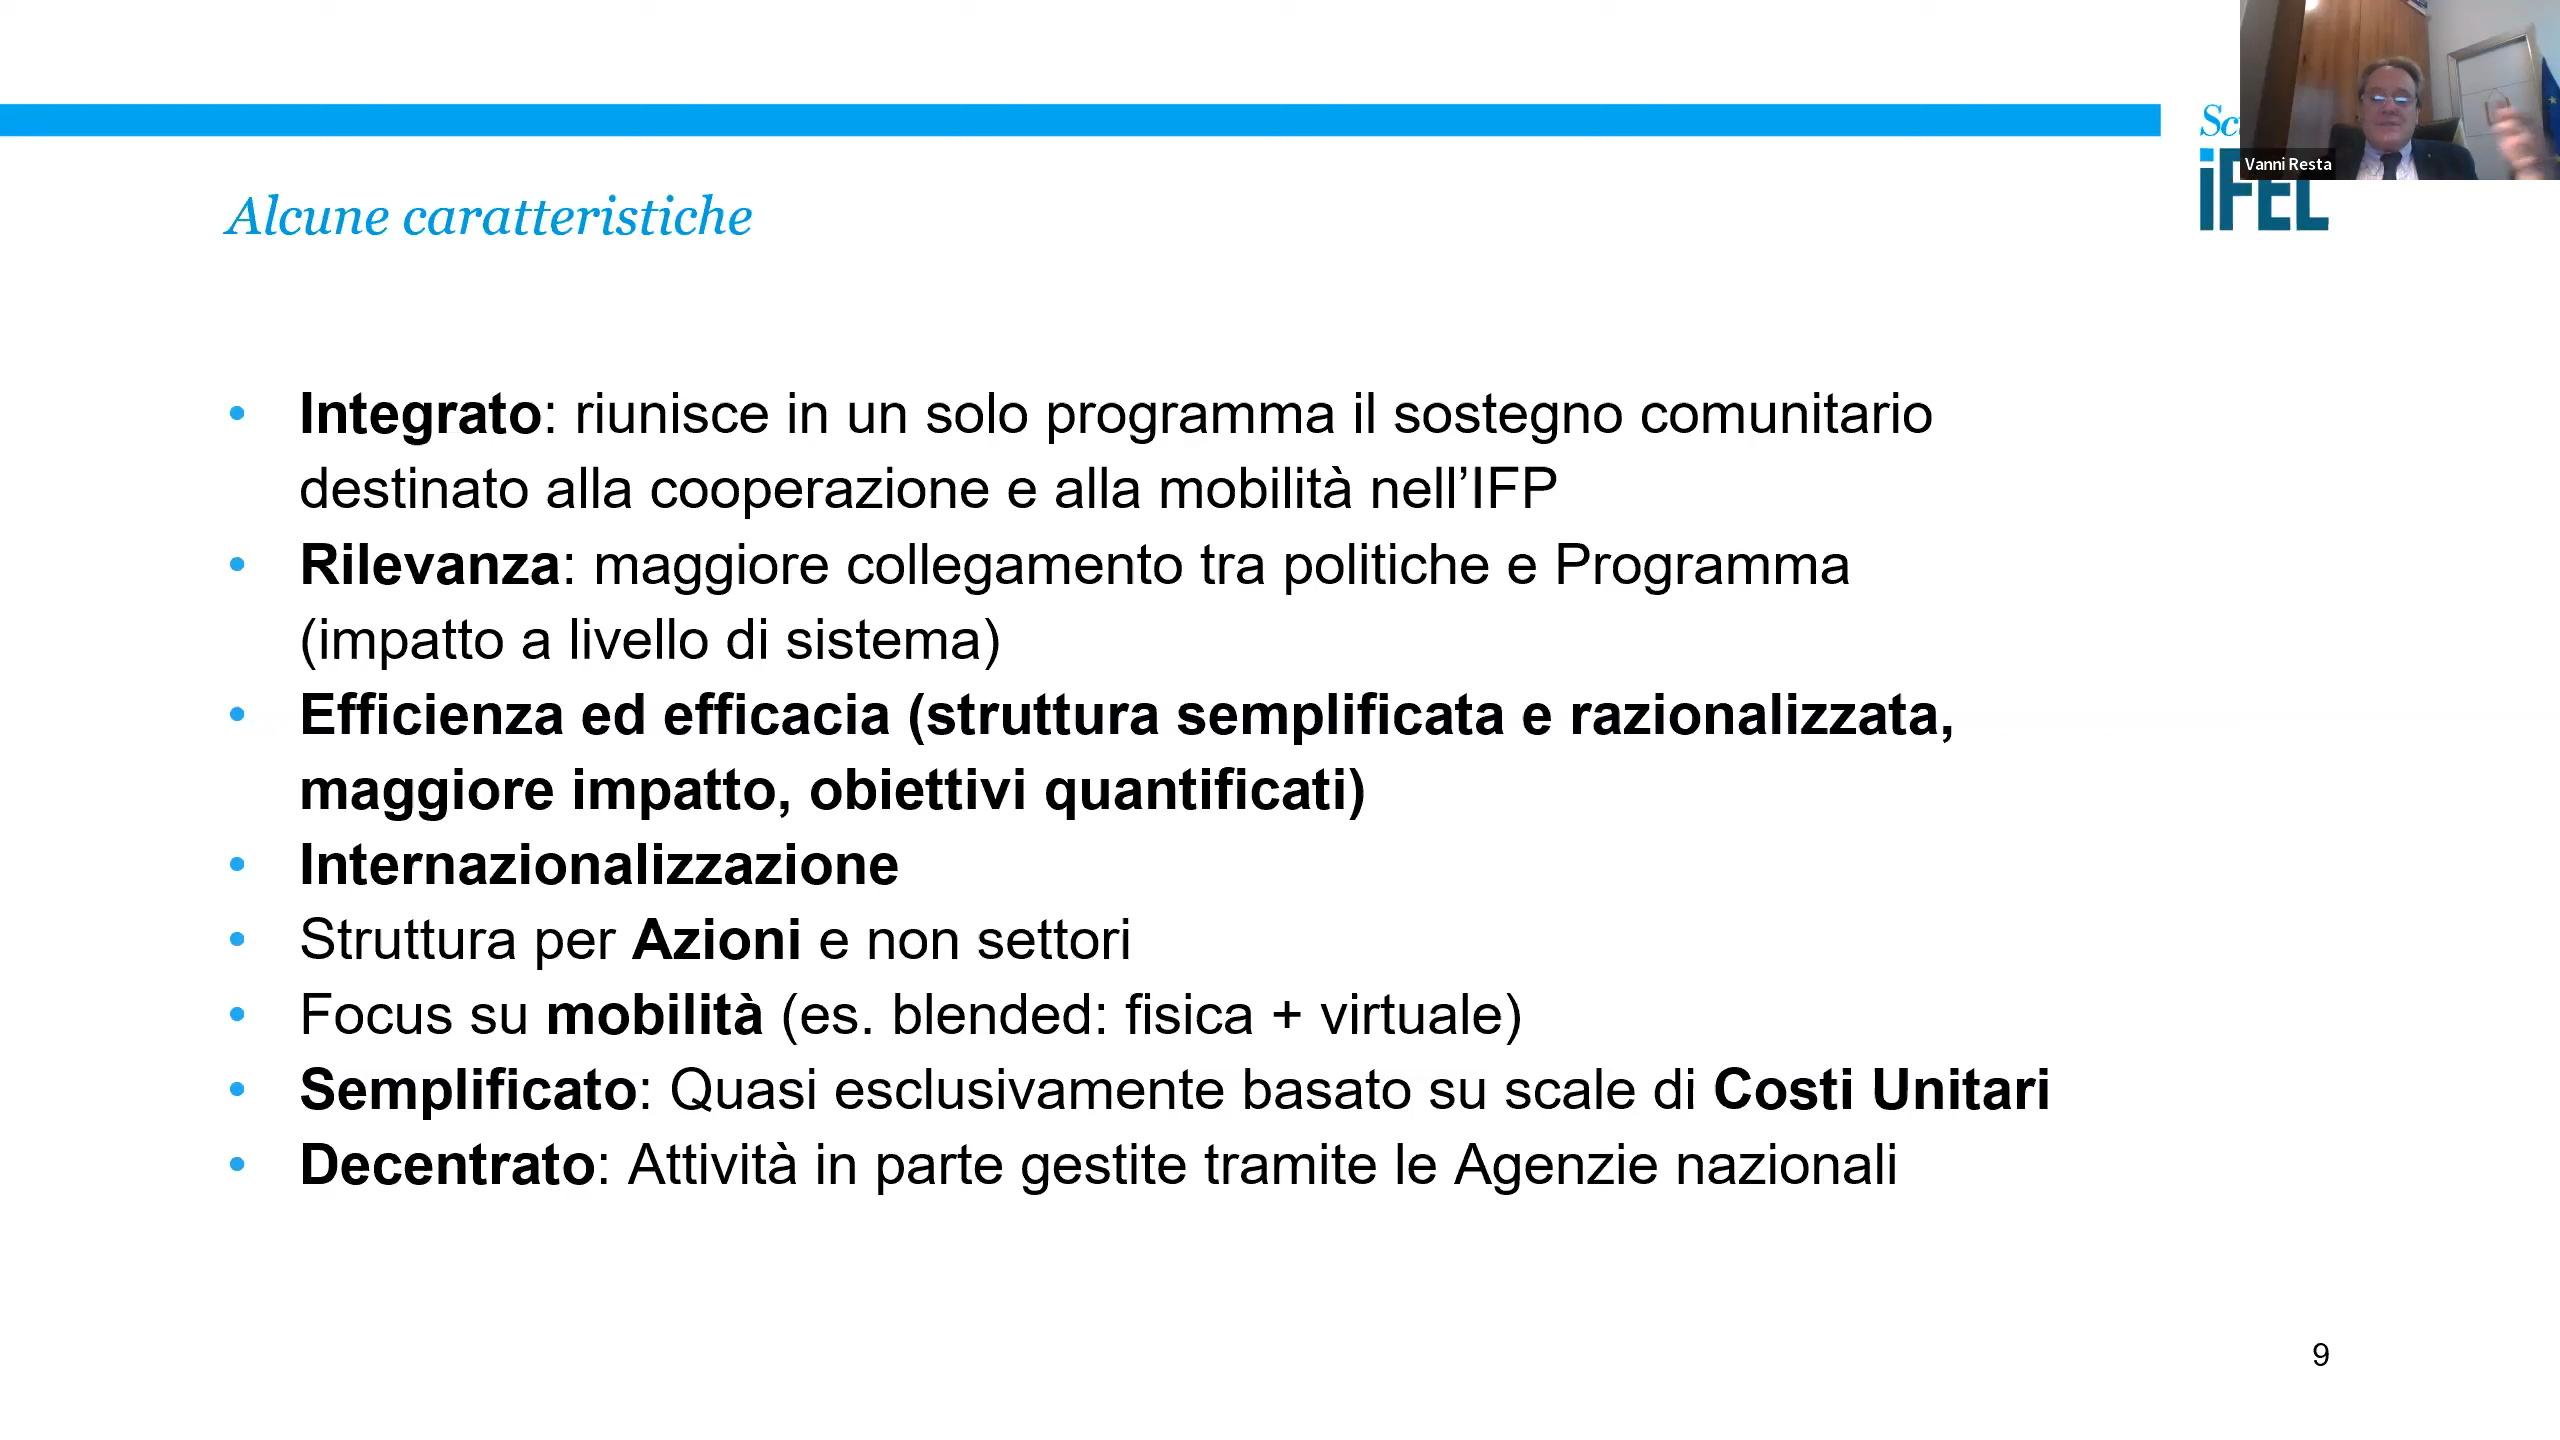 Vanni Resta
iFEL
Alcune caratteristiche
• Integrato: riunisce in un solo programma il sostegno comunitario
destinato alla cooperazione e alla mobilità nell’IFP
• Rilevanza: maggiore collegamento tra politiche e Programma
(impatto a livello di sistema)
• Efficienza ed efficacia (struttura semplificata e razionalizzata,
maggiore impatto, obiettivi quantificati)
• Internazionalizzazione
• Struttura per Azioni e non settori
• Focus su mobilità (es. blended: fisica + virtuale)
• Semplificato: Quasi esclusivamente basato su scale di Costi Unitari
• Decentrato: Attività in parte gestite tramite le Agenzie nazionali
9